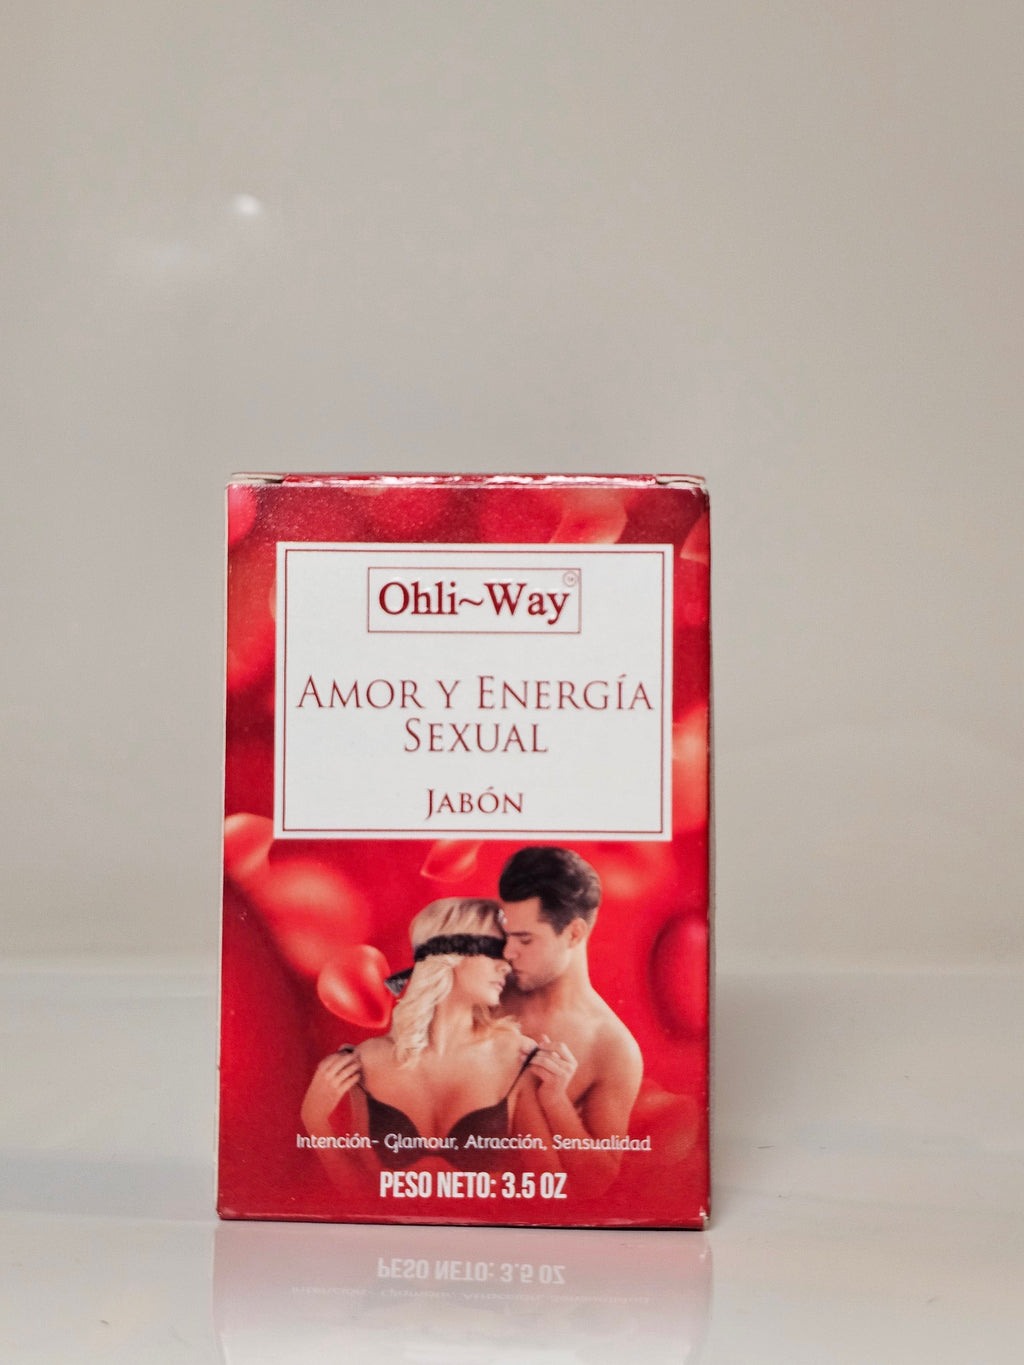 Ohli~Way
AMOR Y ENERGÍA
SEXUAL
JABÓN
Intención- Glamour, Atracción, Sensualidad
PESO NETO: 3.5 OZ